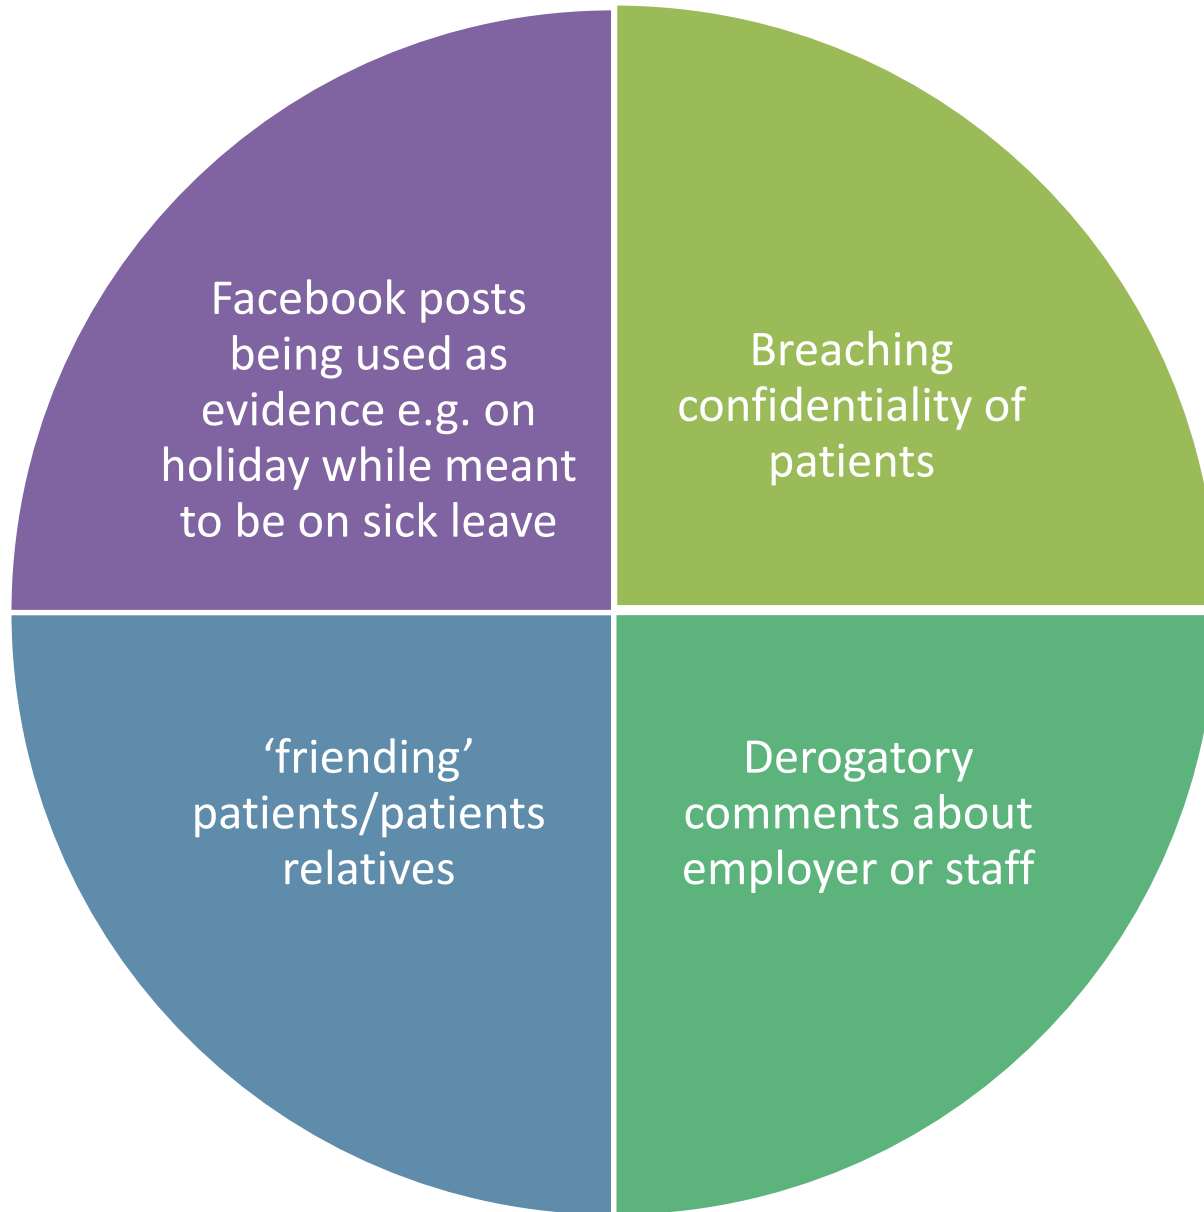 Facebook posts
being used as
evidence e.g. on
holiday while meant
to be on sick leave
Breaching
confidentiality of
patients
‘friending’
patients/patients
relatives
Derogatory
comments about
employer or staff